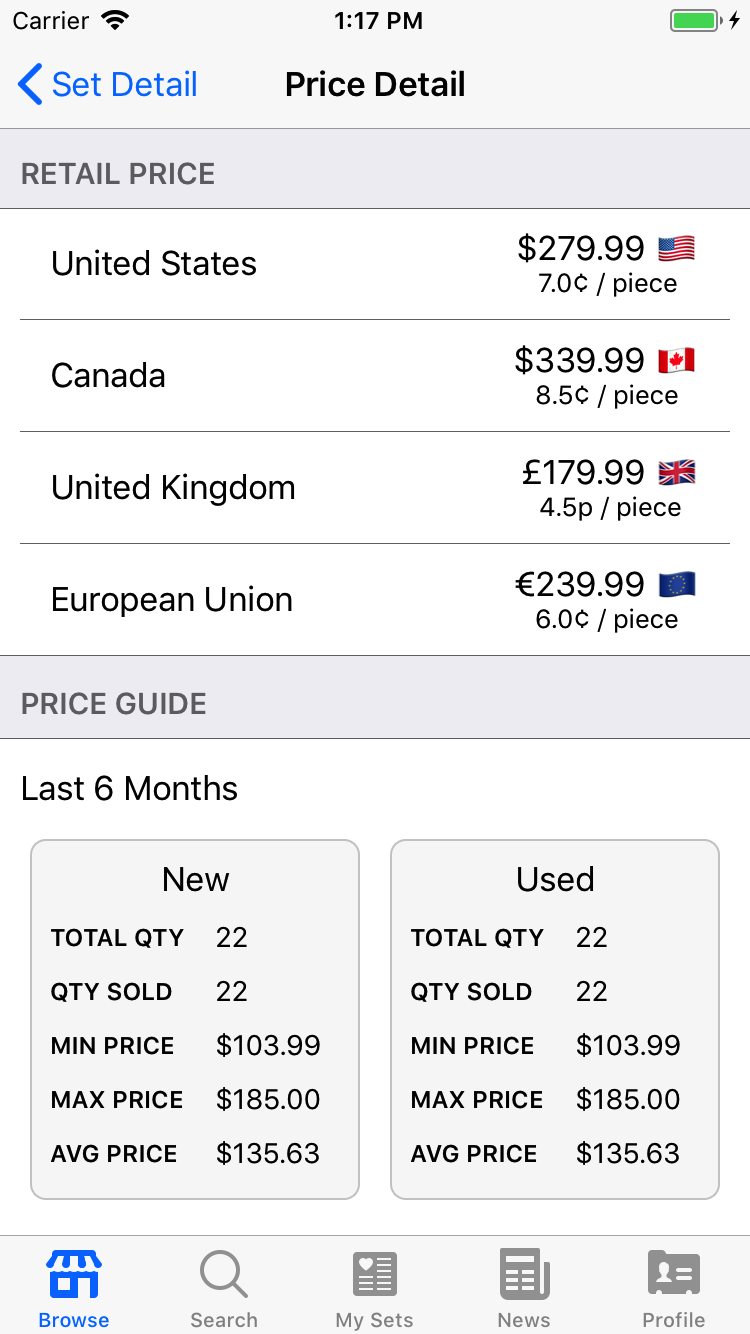 Carrier 1:17 PM
Set Detail Price Detail
RETAIL PRICE
United States $279.99
7.0¢ / piece
Canada $339.99
8.5¢ / piece
United Kingdom £179.99
4.5p / piece
European Union €239.99
6.0¢ / piece
PRICE GUIDE
Last 6 Months
New
TOTAL QTY 22
QTY SOLD 22
MIN PRICE $103.99
MAX PRICE $185.00
AVG PRICE $135.63
Used
TOTAL QTY 22
QTY SOLD 22
MIN PRICE $103.99
MAX PRICE $185.00
AVG PRICE $135.63
Browse Search My Sets News Profile